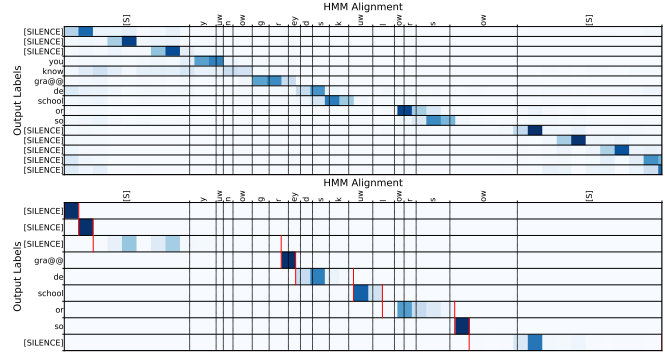 HMM Alignment
[S] y uw n ow g r ey d s k uw l ow r s ow [S]
Output Labels
[SILENCE]
[SILENCE]
[SILENCE]
you
know
gra@@
de
school
or
so
[SILENCE]
[SILENCE]
[SILENCE]
[SILENCE]
[SILENCE]
HMM Alignment
[S] y uw n ow g r ey d s k uw l ow r s ow [S]
Output Labels
[SILENCE]
[SILENCE]
[SILENCE]
gra@@
de
school
or
so
[SILENCE]